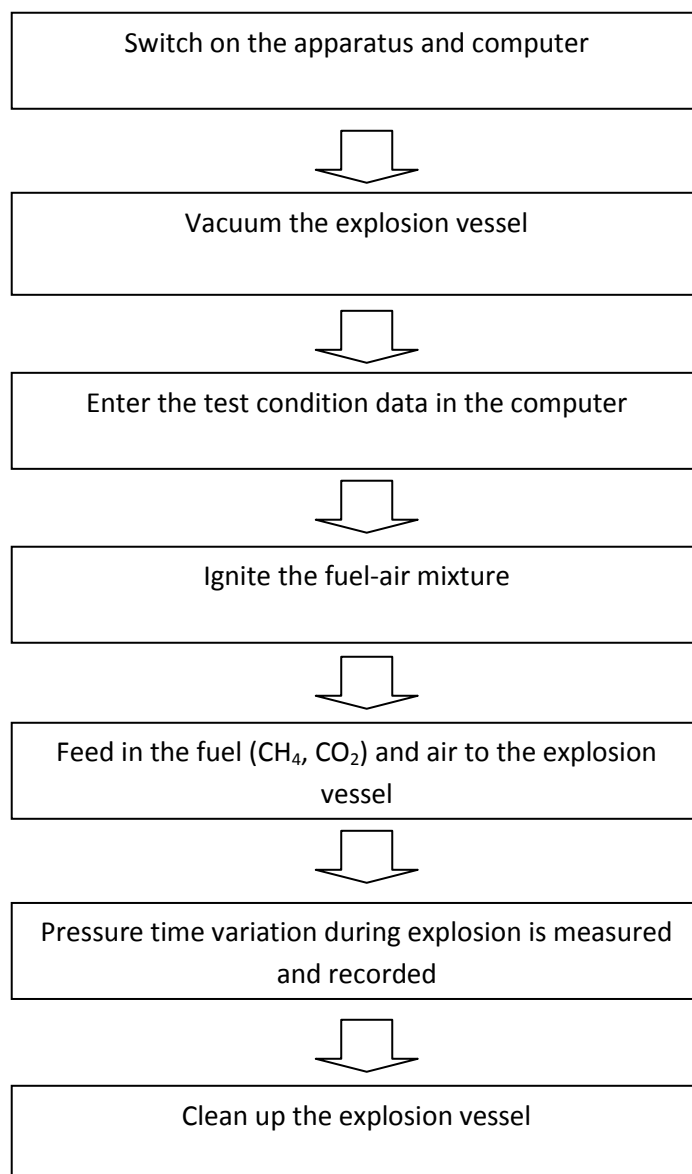 Switch on the apparatus and computer
Vacuum the explosion vessel
Enter the test condition data in the computer
Ignite the fuel-air mixture
Feed in the fuel (CH₄, CO₂) and air to the explosion
vessel
Pressure time variation during explosion is measured
and recorded
Clean up the explosion vessel